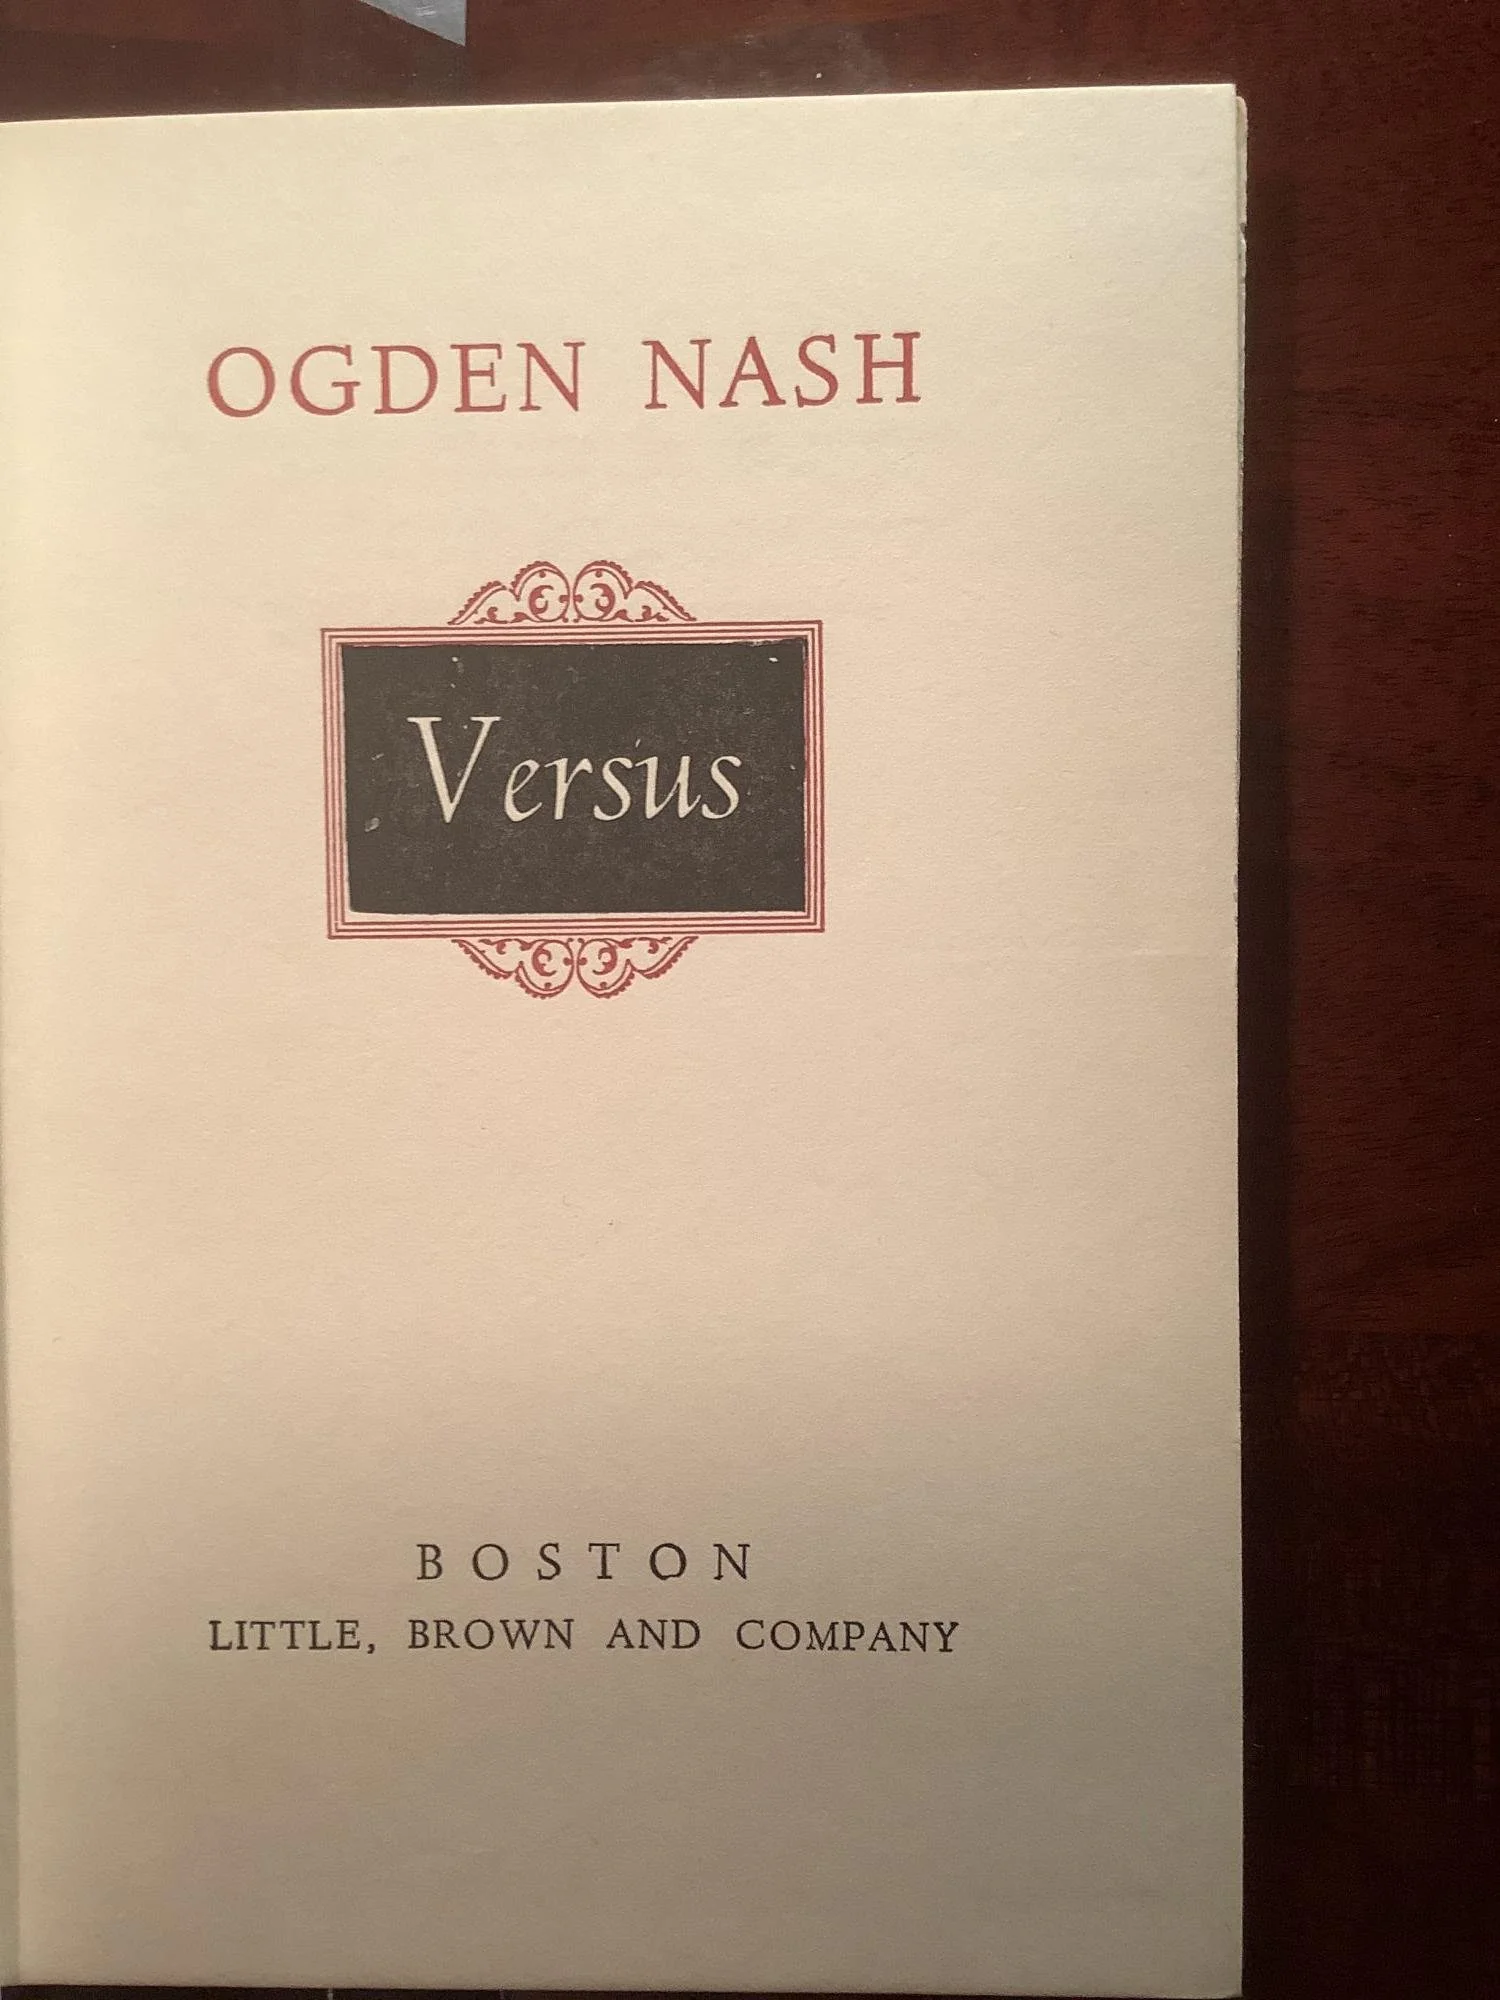 OGDEN NASH
Versus
BOSTON
LITTLE, BROWN AND COMPANY